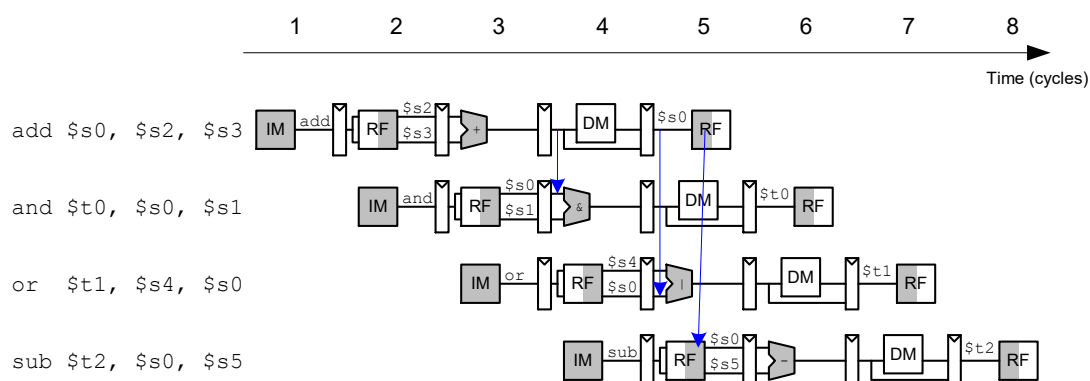 1 2 3 4 5 6 7 8
Time (cycles)
add $s0, $s2, $s3 IM add RF $s2 $s3 + DM $s0 RF
and $t0, $s0, $s1 IM and RF $s0 $s1 & DM $t0 RF
or $t1, $s4, $s0 IM or RF $s4 $s0 | DM $t1 RF
sub $t2, $s0, $s5 IM sub RF $s0 $s5 - DM $t2 RF